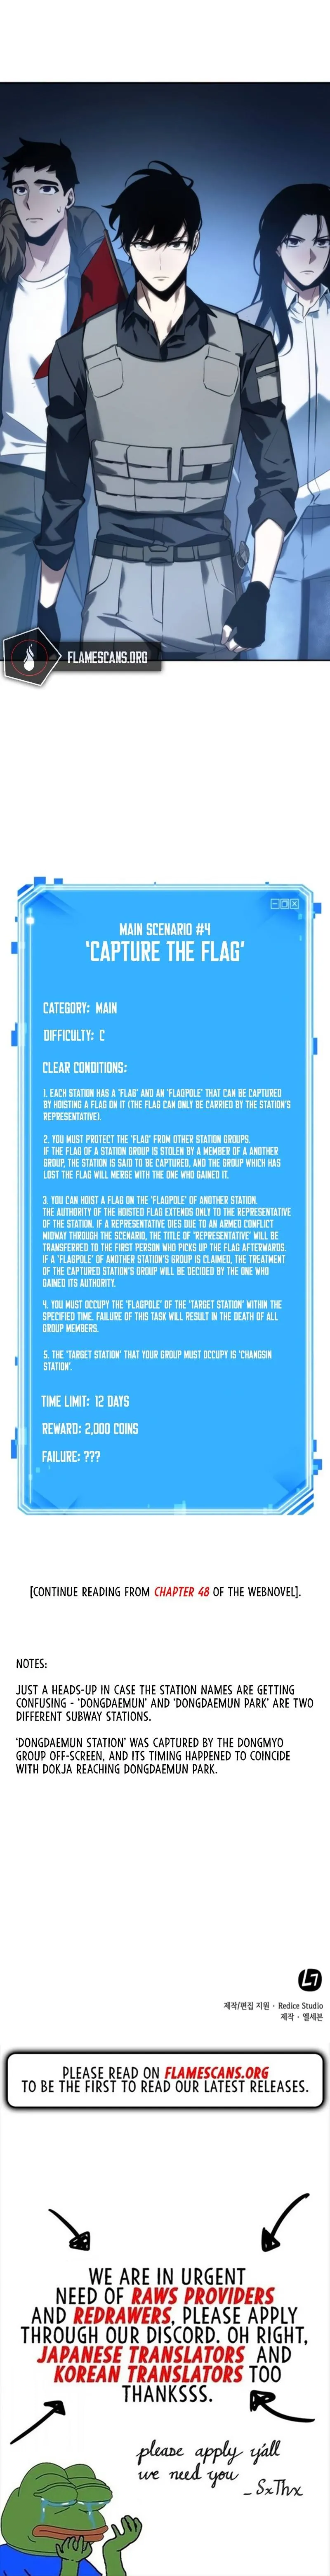 FLAMESCANS.ORG
MAIN SCENARIO #4
'CAPTURE THE FLAG'
CATEGORY: MAIN
DIFFICULTY: C
CLEAR CONDITIONS:
1. EACH STATION HAS A 'FLAG' AND AN 'FLAGPOLE' THAT CAN BE CAPTURED
BY HOISTING A FLAG ON IT (THE FLAG CAN ONLY BE CARRIED BY THE STATION'S
REPRESENTATIVE).
2. YOU MUST PROTECT THE 'FLAG' FROM OTHER STATION GROUPS.
IF THE FLAG OF A STATION GROUP IS STOLEN BY A MEMBER OF A ANOTHER
GROUP, THE STATION IS SAID TO BE CAPTURED, AND THE GROUP WHICH HAS
LOST THE FLAG WILL MERGE WITH THE ONE WHO GAINED IT.
3. YOU CAN HOIST A FLAG ON THE 'FLAGPOLE' OF ANOTHER STATION.
THE AUTHORITY OF THE HOISTED FLAG EXTENDS ONLY TO THE REPRESENTATIVE
OF THE STATION. IF A REPRESENTATIVE DIES DUE TO AN ARMED CONFLICT
MIDWAY THROUGH THE SCENARIO, THE TITLE OF 'REPRESENTATIVE' WILL BE
TRANSFERRED TO THE FIRST PERSON WHO PICKS UP THE FLAG AFTERWARDS.
IF A 'FLAGPOLE' OF ANOTHER STATION'S GROUP IS CLAIMED, THE TREATMENT
OF THE CAPTURED STATION'S GROUP WILL BE DECIDED BY THE ONE WHO
GAINED ITS AUTHORITY.
4. YOU MUST OCCUPY THE 'FLAGPOLE' OF THE 'TARGET STATION' WITHIN THE
SPECIFIED TIME. FAILURE OF THIS TASK WILL RESULT IN THE DEATH OF ALL
GROUP MEMBERS.
5. THE 'TARGET STATION' THAT YOUR GROUP MUST OCCUPY IS 'CHANGSIN
STATION'.
TIME LIMIT: 12 DAYS
REWARD: 2,000 COINS
FAILURE: ???
[CONTINUE READING FROM CHAPTER 48 OF THE WEBNOVEL].
NOTES:
JUST A HEADS-UP IN CASE THE STATION NAMES ARE GETTING
CONFUSING - 'DONGDAEMUN' AND 'DONGDAEMUN PARK' ARE TWO
DIFFERENT SUBWAY STATIONS.
'DONGDAEMUN STATION' WAS CAPTURED BY THE DONGMYO
GROUP OFF-SCREEN, AND ITS TIMING HAPPENED TO COINCIDE
WITH DOKJA REACHING DONGDAEMUN PARK.
제작/편집 지원 · Redice Studio
제작 · 엘세븐
PLEASE READ ON FLAMESCANS.ORG
TO BE THE FIRST TO READ OUR LATEST RELEASES.
WE ARE IN URGENT
NEED OF RAWS PROVIDERS
AND REDRAWERS, PLEASE APPLY
THROUGH OUR DISCORD. OH RIGHT,
JAPANESE TRANSLATORS AND
KOREAN TRANSLATORS TOO
THANKSSS.
please apply y'all
we need you
- SxThx